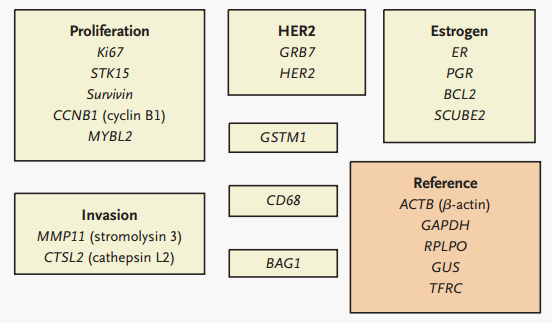 Proliferation
Ki67
STK15
Survivin
CCNB1 (cyclin B1)
MYBL2
HER2
GRB7
HER2
Estrogen
ER
PGR
BCL2
SCUBE2
GSTM1
CD68
BAG1
Invasion
MMP11 (stromolysin 3)
CTSL2 (cathepsin L2)
Reference
ACTB (β-actin)
GAPDH
RPLPO
GUS
TFRC